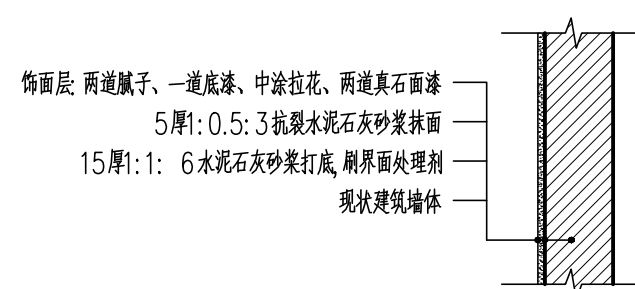 饰面层: 两道腻子、一道底漆、中涂拉花、两道真石面漆
5厚1:0.5:3抗裂水泥石灰砂浆抹面
15厚1:1: 6水泥石灰砂浆打底,刷界面处理剂
现状建筑墙体